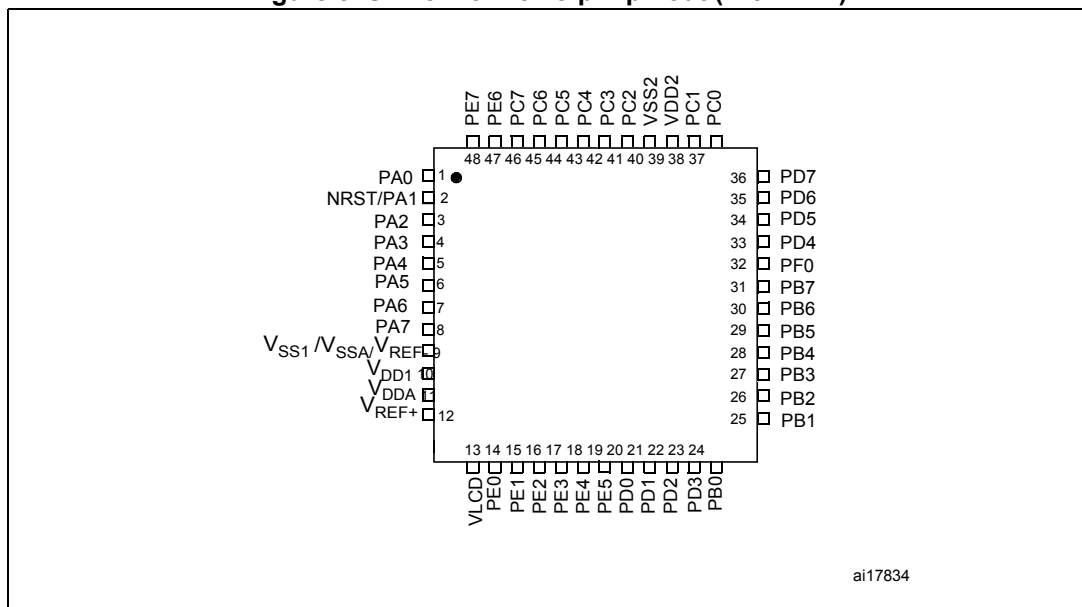 PE7 PE6 PC7 PC6 PC5 PC4 PC3 PC2 VSS2 VDD2 PC1 PC0
48 47 46 45 44 43 42 41 40 39 38 37
PA0 1 36 PD7
NRST/PA1 2 35 PD6
PA2 3 34 PD5
PA3 4 33 PD4
PA4 5 32 PF0
PA5 6 31 PB7
PA6 7 30 PB6
PA7 8 29 PB5
VSS1 /VSSA/ VREF- 9 28 PB4
VDD1 10 27 PB3
VDDA 11 26 PB2
VREF+ 12 25 PB1
13 14 15 16 17 18 19 20 21 22 23 24
VLCD PE0 PE1 PE2 PE3 PE4 PE5 PD0 PD1 PD2 PD3 PB0
ai17834